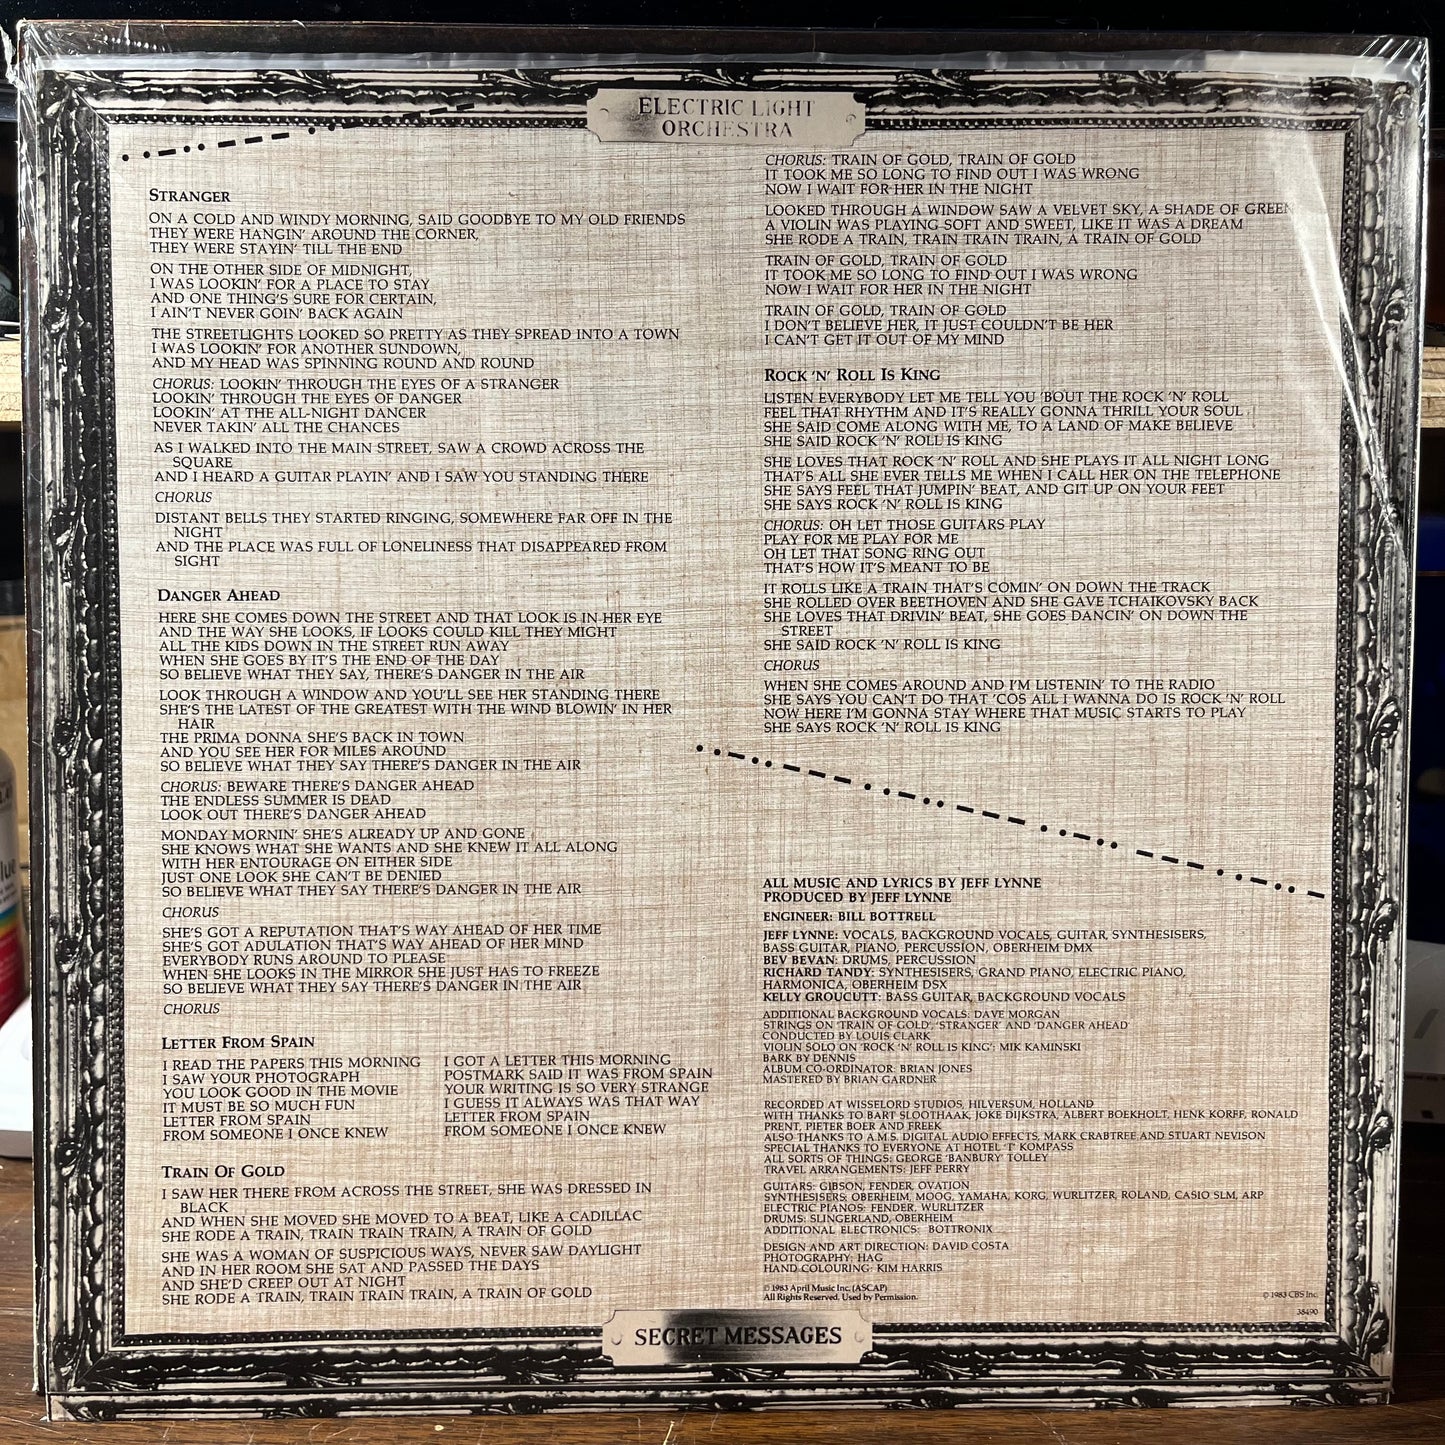 ELECTRIC LIGHT
ORCHESTRA
STRANGER
ON A COLD AND WINDY MORNING, SAID GOODBYE TO MY OLD FRIENDS
THEY WERE HANGIN' AROUND THE CORNER,
THEY WERE STAYIN' TILL THE END
ON THE OTHER SIDE OF MIDNIGHT,
I WAS LOOKIN' FOR A PLACE TO STAY
AND ONE THING'S SURE FOR CERTAIN,
I AIN'T NEVER GOIN' BACK AGAIN
THE STREETLIGHTS LOOKED SO PRETTY AS THEY SPREAD INTO A TOWN
I WAS LOOKIN' FOR ANOTHER SUNDOWN,
AND MY HEAD WAS SPINNING ROUND AND ROUND
CHORUS: LOOKIN' THROUGH THE EYES OF A STRANGER
LOOKIN' THROUGH THE EYES OF DANGER
LOOKIN' AT THE ALL-NIGHT DANCER
NEVER TAKIN' ALL THE CHANCES
AS I WALKED INTO THE MAIN STREET, SAW A CROWD ACROSS THE
SQUARE
AND I HEARD A GUITAR PLAYIN' AND I SAW YOU STANDING THERE
CHORUS
DISTANT BELLS THEY STARTED RINGING, SOMEWHERE FAR OFF IN THE
NIGHT
AND THE PLACE WAS FULL OF LONELINESS THAT DISAPPEARED FROM
SIGHT
DANGER AHEAD
HERE SHE COMES DOWN THE STREET AND THAT LOOK IS IN HER EYE
AND THE WAY SHE LOOKS, IF LOOKS COULD KILL THEY MIGHT
ALL THE KIDS DOWN IN THE STREET RUN AWAY
WHEN SHE GOES BY IT'S THE END OF THE DAY
SO BELIEVE WHAT THEY SAY, THERE'S DANGER IN THE AIR
LOOK THROUGH A WINDOW AND YOU'LL SEE HER STANDING THERE
SHE'S THE LATEST OF THE GREATEST WITH THE WIND BLOWIN' IN HER
HAIR
THE PRIMA DONNA SHE'S BACK IN TOWN
AND YOU SEE HER FOR MILES AROUND
SO BELIEVE WHAT THEY SAY THERE'S DANGER IN THE AIR
CHORUS: BEWARE THERE'S DANGER AHEAD
THE ENDLESS SUMMER IS DEAD
LOOK OUT THERE'S DANGER AHEAD
MONDAY MORNIN' SHE'S ALREADY UP AND GONE
SHE KNOWS WHAT SHE WANTS AND SHE KNEW IT ALL ALONG
WITH HER ENTOURAGE ON EITHER SIDE
JUST ONE LOOK SHE CAN'T BE DENIED
SO BELIEVE WHAT THEY SAY THERE'S DANGER IN THE AIR
CHORUS
SHE'S GOT A REPUTATION THAT'S WAY AHEAD OF HER TIME
SHE'S GOT ADULATION THAT'S WAY AHEAD OF HER MIND
EVERYBODY RUNS AROUND TO PLEASE
WHEN SHE LOOKS IN THE MIRROR SHE JUST HAS TO FREEZE
SO BELIEVE WHAT THEY SAY THERE'S DANGER IN THE AIR
CHORUS
LETTER FROM SPAIN
I READ THE PAPERS THIS MORNING
I SAW YOUR PHOTOGRAPH
YOU LOOK GOOD IN THE MOVIE
IT MUST BE SO MUCH FUN
LETTER FROM SPAIN
FROM SOMEONE I ONCE KNEW
I GOT A LETTER THIS MORNING
POSTMARK SAID IT WAS FROM SPAIN
YOUR WRITING IS SO VERY STRANGE
I GUESS IT ALWAYS WAS THAT WAY
LETTER FROM SPAIN
FROM SOMEONE I ONCE KNEW
TRAIN OF GOLD
I SAW HER THERE FROM ACROSS THE STREET, SHE WAS DRESSED IN
BLACK
AND WHEN SHE MOVED SHE MOVED TO A BEAT, LIKE A CADILLAC
SHE RODE A TRAIN, TRAIN TRAIN TRAIN, A TRAIN OF GOLD
SHE WAS A WOMAN OF SUSPICIOUS WAYS, NEVER SAW DAYLIGHT
AND IN HER ROOM SHE SAT AND PASSED THE DAYS
AND SHE'D CREEP OUT AT NIGHT
SHE RODE A TRAIN, TRAIN TRAIN TRAIN, A TRAIN OF GOLD
CHORUS: TRAIN OF GOLD, TRAIN OF GOLD
IT TOOK ME SO LONG TO FIND OUT I WAS WRONG
NOW I WAIT FOR HER IN THE NIGHT
LOOKED THROUGH A WINDOW SAW A VELVET SKY, A SHADE OF GREEN
A VIOLIN WAS PLAYING SOFT AND SWEET, LIKE IT WAS A DREAM
SHE RODE A TRAIN, TRAIN TRAIN TRAIN, A TRAIN OF GOLD
TRAIN OF GOLD, TRAIN OF GOLD
IT TOOK ME SO LONG TO FIND OUT I WAS WRONG
NOW I WAIT FOR HER IN THE NIGHT
TRAIN OF GOLD, TRAIN OF GOLD
I DON'T BELIEVE HER, IT JUST COULDN'T BE HER
I CAN'T GET IT OUT OF MY MIND
ROCK 'N' ROLL IS KING
LISTEN EVERYBODY LET ME TELL YOU 'BOUT THE ROCK 'N' ROLL
FEEL THAT RHYTHM AND IT'S REALLY GONNA THRILL YOUR SOUL
SHE SAID COME ALONG WITH ME, TO A LAND OF MAKE BELIEVE
SHE SAID ROCK 'N' ROLL IS KING
SHE LOVES THAT ROCK 'N' ROLL AND SHE PLAYS IT ALL NIGHT LONG
THAT'S ALL SHE EVER TELLS ME WHEN I CALL HER ON THE TELEPHONE
SHE SAYS FEEL THAT JUMPIN' BEAT, AND GIT UP ON YOUR FEET
SHE SAYS ROCK 'N' ROLL IS KING
CHORUS: OH LET THOSE GUITARS PLAY
PLAY FOR ME PLAY FOR ME
OH LET THAT SONG RING OUT
THAT'S HOW IT'S MEANT TO BE
IT ROLLS LIKE A TRAIN THAT'S COMIN' ON DOWN THE TRACK
SHE ROLLED OVER BEETHOVEN AND SHE GAVE TCHAIKOVSKY BACK
SHE LOVES THAT DRIVIN' BEAT, SHE GOES DANCIN' ON DOWN THE
STREET
SHE SAID ROCK 'N' ROLL IS KING
CHORUS
WHEN SHE COMES AROUND AND I'M LISTENIN' TO THE RADIO
SHE SAYS YOU CAN'T DO THAT 'COS ALL I WANNA DO IS ROCK 'N' ROLL
NOW HERE I'M GONNA STAY WHERE THAT MUSIC STARTS TO PLAY
SHE SAYS ROCK 'N' ROLL IS KING
ALL MUSIC AND LYRICS BY JEFF LYNNE
PRODUCED BY JEFF LYNNE
ENGINEER: BILL BOTTRELL
JEFF LYNNE: VOCALS, BACKGROUND VOCALS, GUITAR, SYNTHESISERS,
BASS GUITAR, PIANO, PERCUSSION, OBERHEIM DMX
BEV BEVAN: DRUMS, PERCUSSION
RICHARD TANDY: SYNTHESISERS, GRAND PIANO, ELECTRIC PIANO,
HARMONICA, OBERHEIM DSX
KELLY GROUCUTT: BASS GUITAR, BACKGROUND VOCALS
ADDITIONAL BACKGROUND VOCALS: DAVE MORGAN
STRINGS ON 'TRAIN OF GOLD', 'STRANGER' AND 'DANGER AHEAD'
CONDUCTED BY LOUIS CLARK
VIOLIN SOLO ON 'ROCK 'N' ROLL IS KING': MIK KAMINSKI
BARK BY DENNIS
ALBUM CO-ORDINATOR: BRIAN JONES
MASTERED BY BRIAN GARDNER
RECORDED AT WISSELORD STUDIOS, HILVERSUM, HOLLAND
WITH THANKS TO BART SLOOTHAAK, JOKE DIJKSTRA, ALBERT BOEKHOLT, HENK KORFF, RONALD
PRENT, PIETER BOER AND FREEK
ALSO THANKS TO A.M.S. DIGITAL AUDIO EFFECTS, MARK CRABTREE AND STUART NEVISON
SPECIAL THANKS TO EVERYONE AT HOTEL 'T' KOMPASS
ALL SORTS OF THINGS: GEORGE 'BANBURY' TOLLEY
TRAVEL ARRANGEMENTS: JEFF PERRY
GUITARS: GIBSON, FENDER, OVATION
SYNTHESISERS: OBERHEIM, MOOG, YAMAHA, KORG, WURLITZER, ROLAND, CASIO SLM, ARP
ELECTRIC PIANOS: FENDER, WURLITZER
DRUMS: SLINGERLAND, OBERHEIM
ADDITIONAL ELECTRONICS: BOTTRONIX
DESIGN AND ART DIRECTION: DAVID COSTA
PHOTOGRAPHY: HAG
HAND COLOURING: KIM HARRIS
© 1983 April Music Inc. (ASCAP)
All Rights Reserved. Used by Permission.
© 1983 CBS Inc.
38490
SECRET MESSAGES